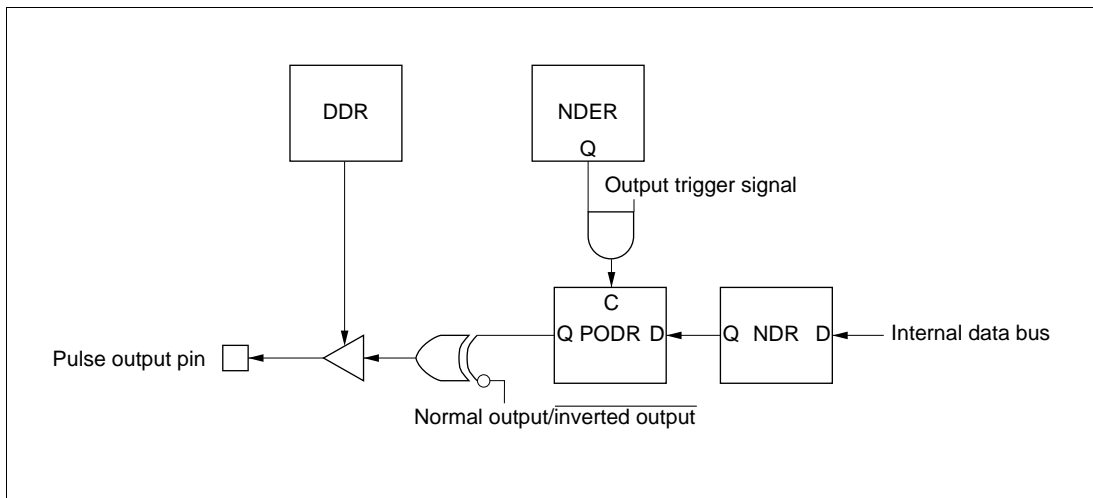 DDR
NDER
Q
Output trigger signal
C
Q PODR D
Q NDR D
Internal data bus
Pulse output pin
Normal output/inverted output